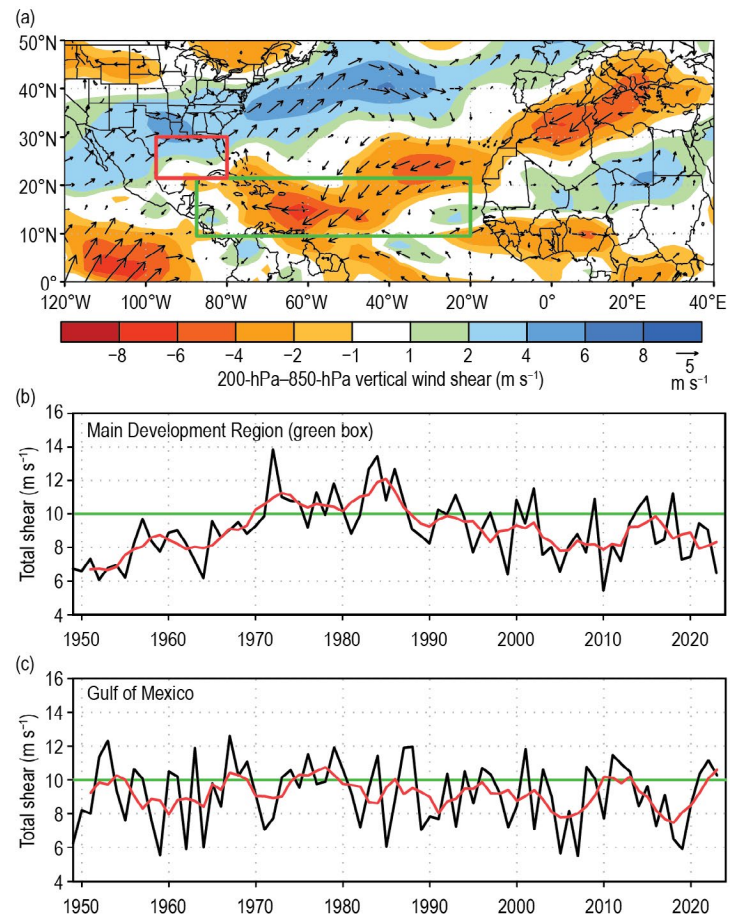 (a)
50°N
40°N
30°N
20°N
10°N
0°
120°W 100°W 80°W 60°W 40°W 20°W 0° 20°E 40°E
−8 −6 −4 −2 −1 1 2 4 6 8 5
m s⁻¹
200-hPa–850-hPa vertical wind shear (m s⁻¹)
(b)
Main Development Region (green box)
Total shear (m s⁻¹)
16
14
12
10
8
6
4
1950 1960 1970 1980 1990 2000 2010 2020
(c)
Gulf of Mexico
Total shear (m s⁻¹)
16
14
12
10
8
6
4
1950 1960 1970 1980 1990 2000 2010 2020